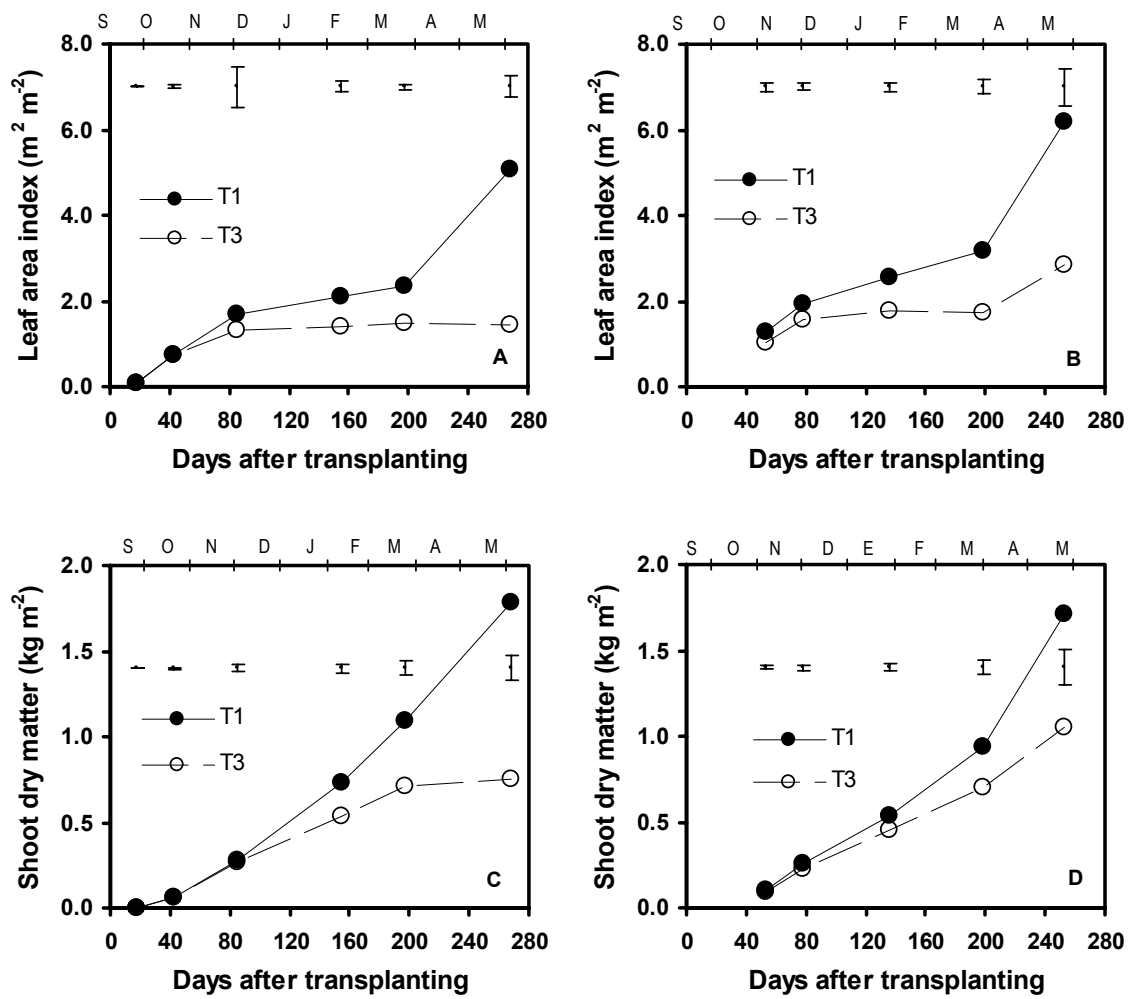 S O N D J F M A M
8.0
6.0
4.0
2.0
0.0
Leaf area index (m² m⁻²)
T1
T3
A
0 40 80 120 160 200 240 280
Days after transplanting
S O N D J F M A M
8.0
6.0
4.0
2.0
0.0
Leaf area index (m² m⁻²)
T1
T3
B
0 40 80 120 160 200 240 280
Days after transplanting
S O N D J F M A M
2.0
1.5
1.0
0.5
0.0
Shoot dry matter (kg m⁻²)
T1
T3
C
0 40 80 120 160 200 240 280
Days after transplanting
S O N D E F M A M
2.0
1.5
1.0
0.5
0.0
Shoot dry matter (kg m⁻²)
T1
T3
D
0 40 80 120 160 200 240 280
Days after transplanting